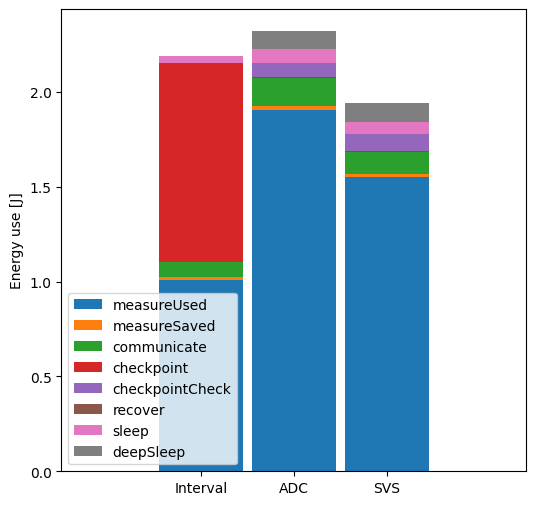 Energy use [J]
2.0
1.5
1.0
0.5
0.0
measureUsed
measureSaved
communicate
checkpoint
checkpointCheck
recover
sleep
deepSleep
Interval ADC SVS